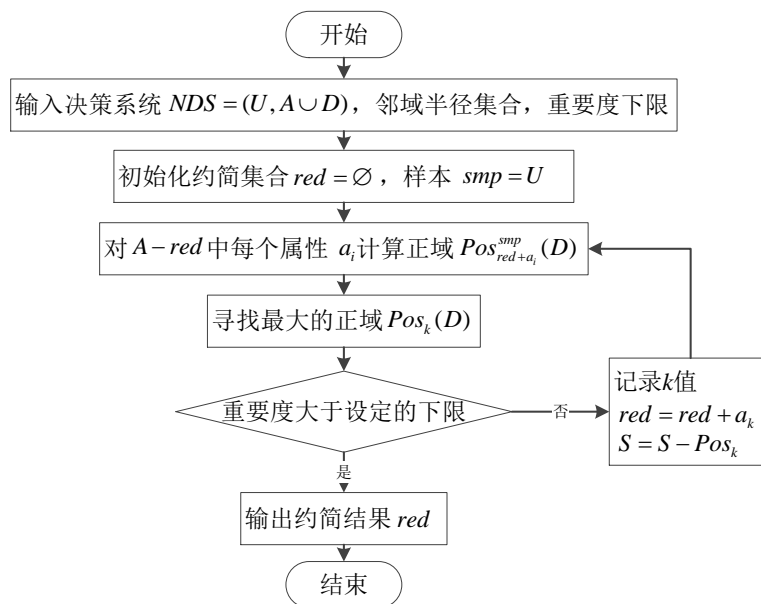 开始
输入决策系统 NDS=(U,A∪D)，邻域半径集合，重要度下限
初始化约简集合 red=∅，样本 smp=U
对 A−red 中每个属性 a_i 计算正域 Pos^{smp}_{red+a_i}(D)
寻找最大的正域 Pos_k(D)
重要度大于设定的下限
否
记录k值
red=red+a_k
S=S−Pos_k
是
输出约简结果 red
结束